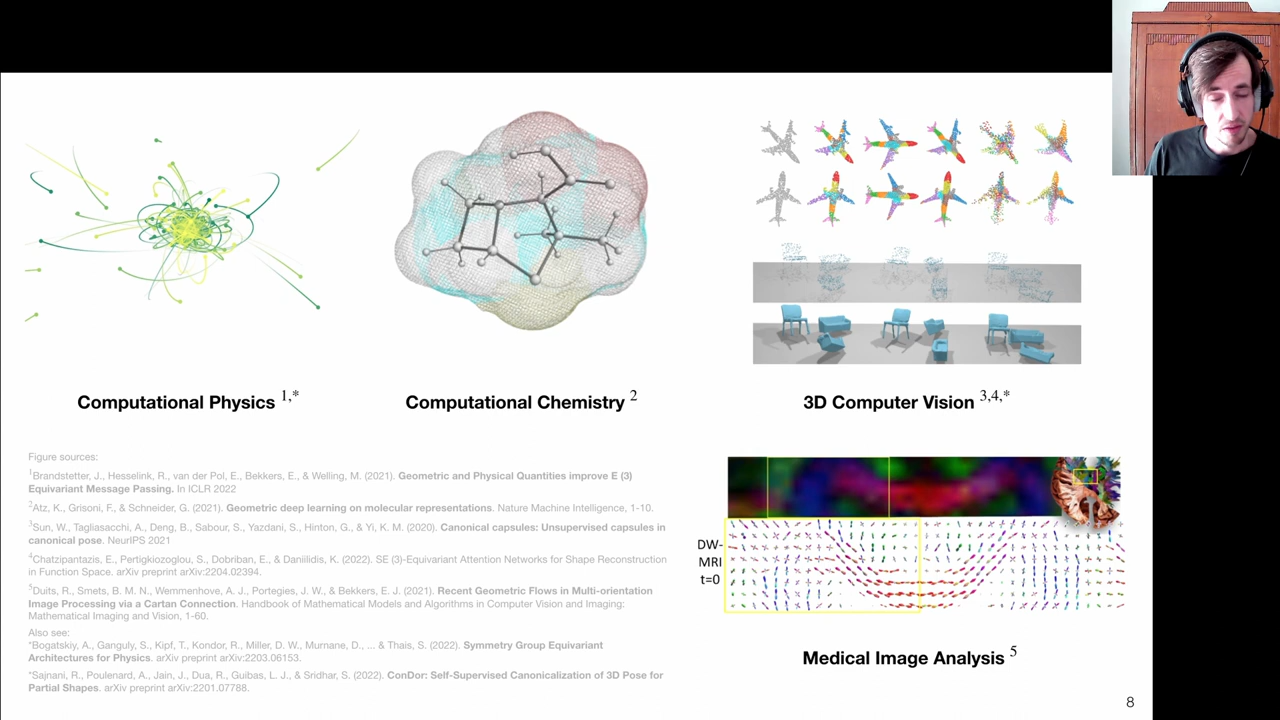 Computational Physics 1,*
Computational Chemistry 2
3D Computer Vision 3,4,*
Figure sources:
1Brandstetter, J., Hesselink, R., van der Pol, E., Bekkers, E., & Welling, M. (2021). Geometric and Physical Quantities improve E (3)
Equivariant Message Passing. In ICLR 2022
2Atz, K., Grisoni, F., & Schneider, G. (2021). Geometric deep learning on molecular representations. Nature Machine Intelligence, 1-10.
3Sun, W., Tagliasacchi, A., Deng, B., Sabour, S., Yazdani, S., Hinton, G., & Yi, K. M. (2020). Canonical capsules: Unsupervised capsules in
canonical pose. NeurIPS 2021
4Chatzipantazis, E., Pertigkiozoglou, S., Dobriban, E., & Daniilidis, K. (2022). SE (3)-Equivariant Attention Networks for Shape Reconstruction
in Function Space. arXiv preprint arXiv:2204.02394.
5Duits, R., Smets, B. M. N., Wemmenhove, A. J., Portegies, J. W., & Bekkers, E. J. (2021). Recent Geometric Flows in Multi-orientation
Image Processing via a Cartan Connection. Handbook of Mathematical Models and Algorithms in Computer Vision and Imaging:
Mathematical Imaging and Vision, 1-60.
Also see:
*Bogatskiy, A., Ganguly, S., Kipf, T., Kondor, R., Miller, D. W., Murnane, D., ... & Thais, S. (2022). Symmetry Group Equivariant
Architectures for Physics. arXiv preprint arXiv:2203.06153.
*Sajnani, R., Poulenard, A., Jain, J., Dua, R., Guibas, L. J., & Sridhar, S. (2022). ConDor: Self-Supervised Canonicalization of 3D Pose for
Partial Shapes. arXiv preprint arXiv:2201.07788.
DW-
MRI
t=0
Medical Image Analysis 5
8